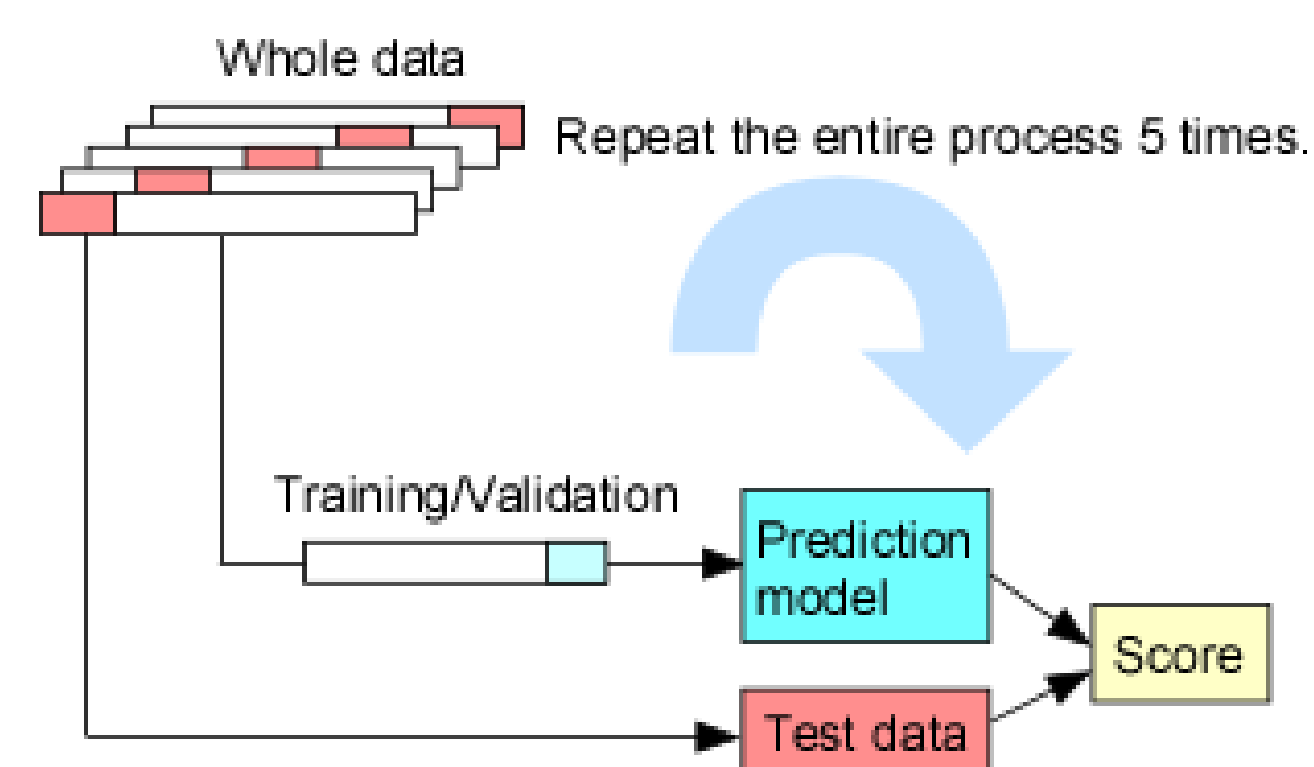 Whole data
Repeat the entire process 5 times.
Training/Validation
Prediction
model
Score
Test data